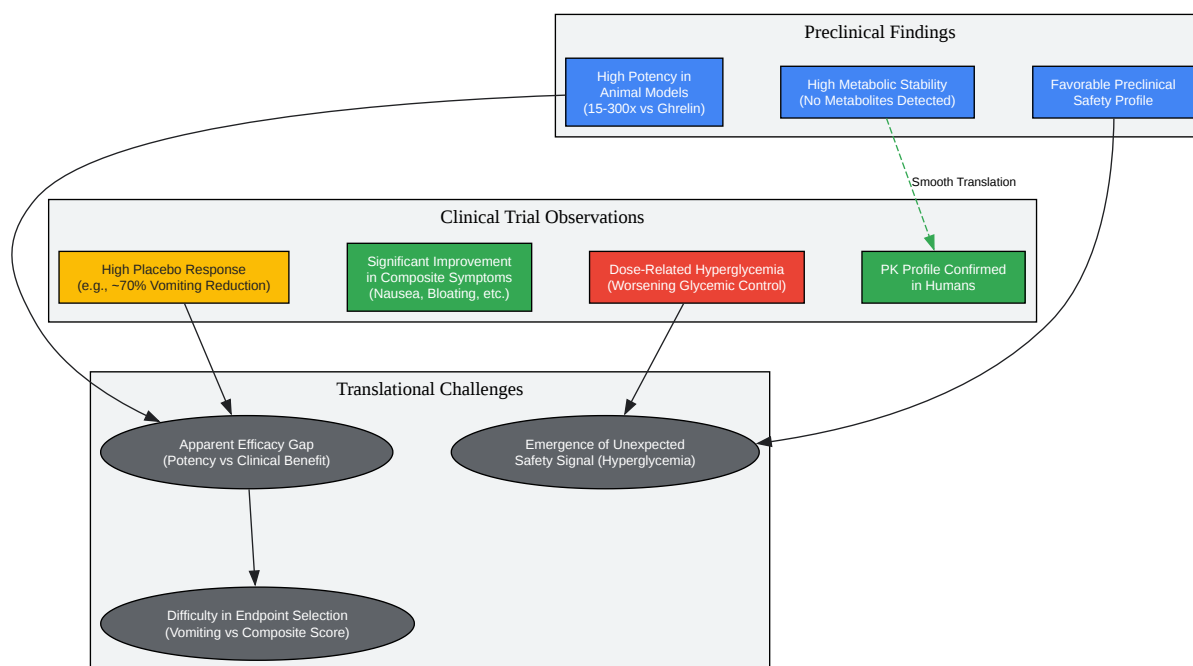 Preclinical Findings
High Potency in
Animal Models
(15-300x vs Ghrelin)
High Metabolic Stability
(No Metabolites Detected)
Favorable Preclinical
Safety Profile
Smooth Translation
Clinical Trial Observations
High Placebo Response
(e.g., ~70% Vomiting Reduction)
Significant Improvement
in Composite Symptoms
(Nausea, Bloating, etc.)
Dose-Related Hyperglycemia
(Worsening Glycemic Control)
PK Profile Confirmed
in Humans
Translational Challenges
Apparent Efficacy Gap
(Potency vs Clinical Benefit)
Emergence of Unexpected
Safety Signal (Hyperglycemia)
Difficulty in Endpoint Selection
(Vomiting vs Composite Score)